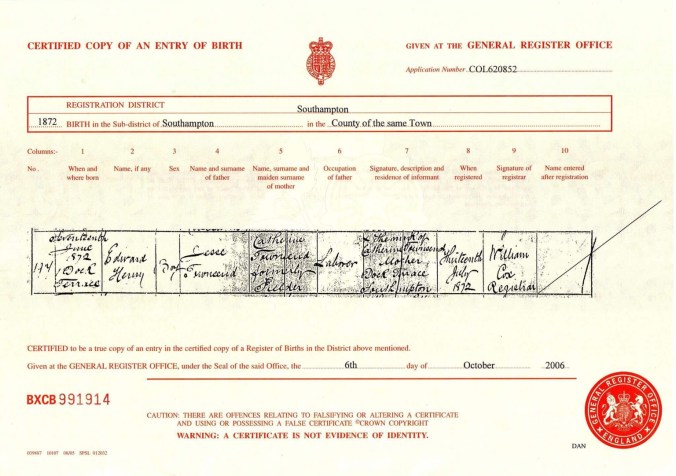 CERTIFIED COPY OF AN ENTRY OF BIRTH
GIVEN AT THE GENERAL REGISTER OFFICE
Application Number COL620852
REGISTRATION DISTRICT Southampton
1872 BIRTH in the Sub-district of Southampton in the County of the same Town
Columns:- 1 2 3 4 5 6 7 8 9 10
No. When and where born Name, if any Sex Name and surname of father Name, surname and maiden surname of mother Occupation of father Signature, description and residence of informant When registered Signature of registrar Name entered after registration
174
Seventeenth
June
1872
Dock
Terrace
Edward
Henry
Boy
Jesse
Townsend
Catherine
Townsend
formerly
Labourer
X The mark of
Catherine Townsend
Mother
Dock Terrace
Southampton
Thirteenth
July
1872
William
Cox
Registrar
CERTIFIED to be a true copy of an entry in the certified copy of a Register of Births in the District above mentioned.
Given at the GENERAL REGISTER OFFICE, under the Seal of the said Office, the 6th day of October 2006
BXCB 991914
CAUTION: THERE ARE OFFENCES RELATING TO FALSIFYING OR ALTERING A CERTIFICATE
AND USING OR POSSESSING A FALSE CERTIFICATE ©CROWN COPYRIGHT
WARNING: A CERTIFICATE IS NOT EVIDENCE OF IDENTITY.
GENERAL REGISTER OFFICE
ENGLAND
DAN